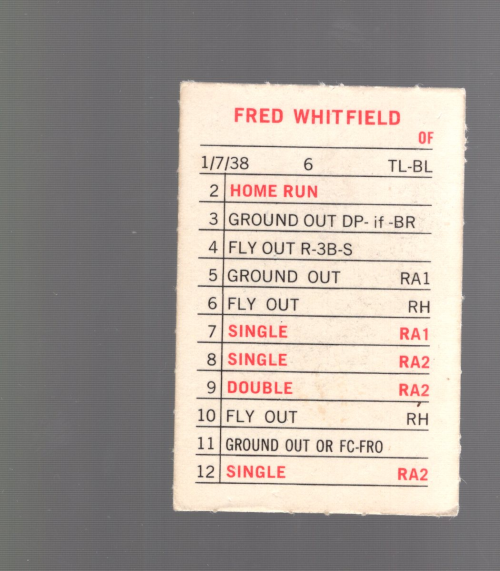 FRED WHITFIELD
OF
1/7/38 6 TL-BL
2 HOME RUN
3 GROUND OUT DP- if -BR
4 FLY OUT R-3B-S
5 GROUND OUT RA1
6 FLY OUT RH
7 SINGLE RA1
8 SINGLE RA2
9 DOUBLE RA2
10 FLY OUT RH
11 GROUND OUT OR FC-FRO
12 SINGLE RA2